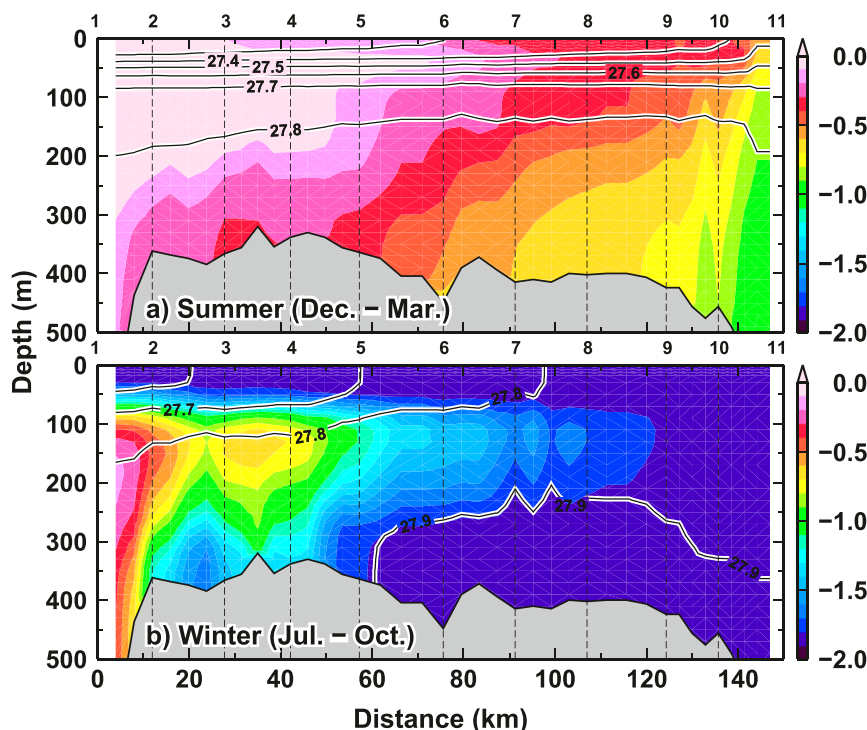 1 2 3 4 5 6 7 8 9 10 11
0 100 200 300 400 500
27.4 27.5 27.6
27.7
27.8
a) Summer (Dec. – Mar.)
0.0 −0.5 −1.0 −1.5 −2.0
Depth (m)
1 2 3 4 5 6 7 8 9 10 11
0 100 200 300 400 500
27.7 27.8 27.8
27.9 27.9 27.9
b) Winter (Jul. – Oct.)
0.0 −0.5 −1.0 −1.5 −2.0
0 20 40 60 80 100 120 140
Distance (km)